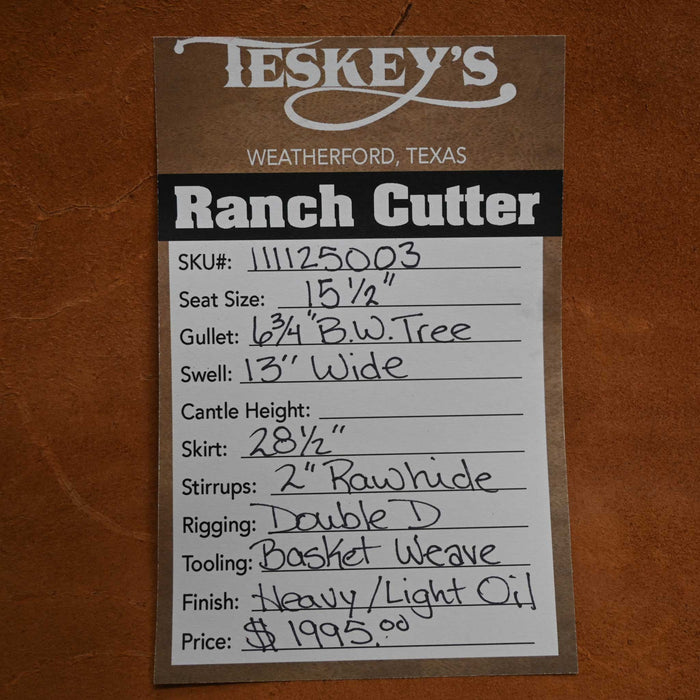 TESKEY'S
WEATHERFORD, TEXAS
Ranch Cutter
SKU#: 111125003
Seat Size: 15 1/2"
Gullet: 6 3/4" B.W. Tree
Swell: 13" Wide
Cantle Height:
Skirt: 28 1/2"
Stirrups: 2" Rawhide
Rigging: Double D
Tooling: Basket Weave
Finish: Heavy/Light Oil
Price: $ 1995.00